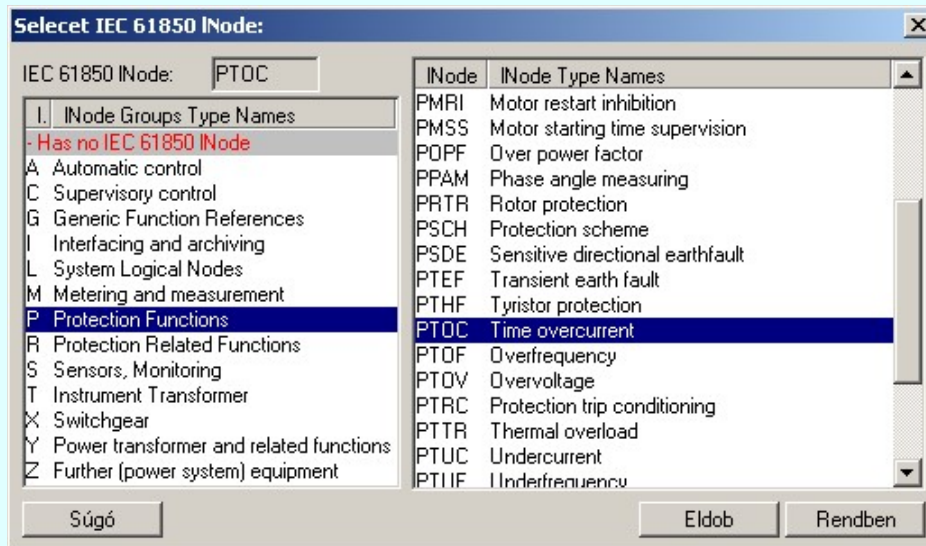 Selecet IEC 61850 lNode:
IEC 61850 lNode: PTOC
I. lNode Groups Type Names
- Has no IEC 61850 lNode
A Automatic control
C Supervisory control
G Generic Function References
I Interfacing and archiving
L System Logical Nodes
M Metering and measurement
P Protection Functions
R Protection Related Functions
S Sensors, Monitoring
T Instrument Transformer
X Switchgear
Y Power transformer and related functions
Z Further (power system) equipment
lNode lNode Type Names
PMRI Motor restart inhibition
PMSS Motor starting time supervision
POPF Over power factor
PPAM Phase angle measuring
PRTR Rotor protection
PSCH Protection scheme
PSDE Sensitive directional earthfault
PTEF Transient earth fault
PTHF Tyristor protection
PTOC Time overcurrent
PTOF Overfrequency
PTOV Overvoltage
PTRC Protection trip conditioning
PTTR Thermal overload
PTUC Undercurrent
PTUF Underfrequency
Súgó
Eldob
Rendben